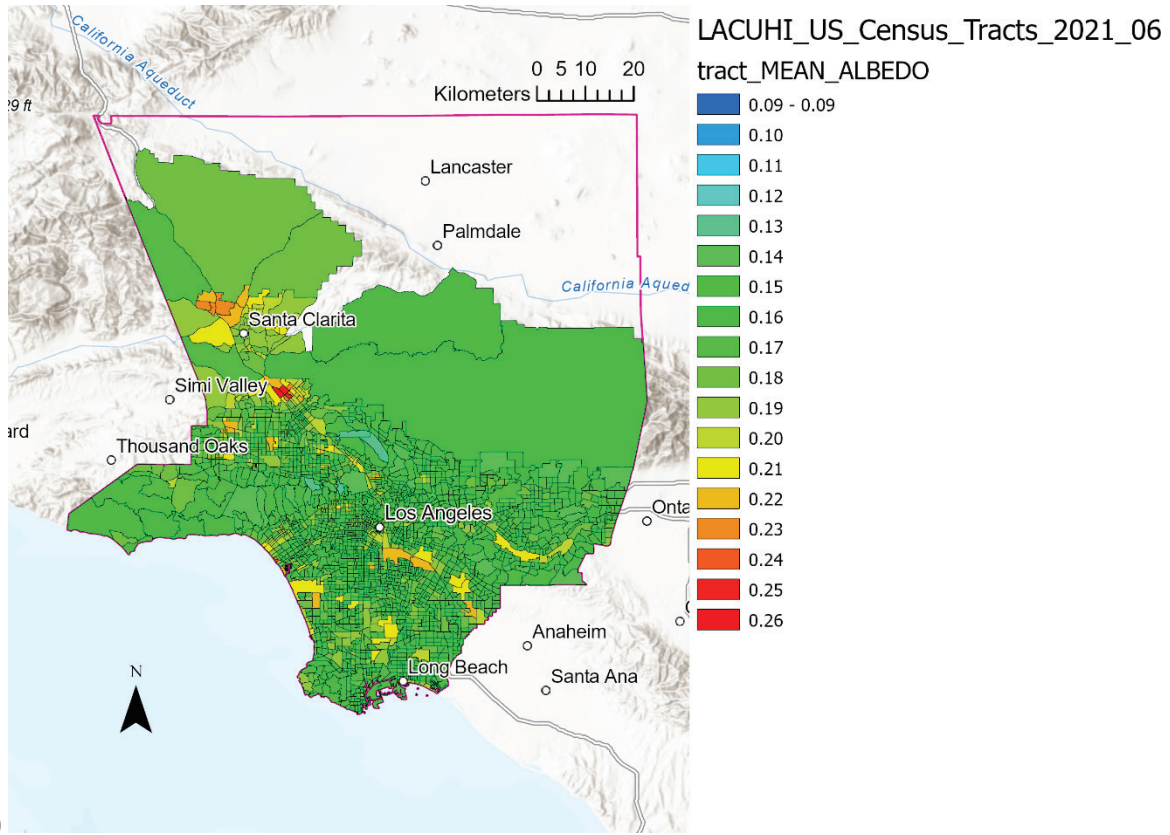 LACUHI_US_Census_Tracts_2021_06
tract_MEAN_ALBEDO
0.09 - 0.09
0.10
0.11
0.12
0.13
0.14
0.15
0.16
0.17
0.18
0.19
0.20
0.21
0.22
0.23
0.24
0.25
0.26
California Aqueduct
29 ft
0 5 10 20
Kilometers
Lancaster
Palmdale
California Aqued
Santa Clarita
Simi Valley
ard
Thousand Oaks
Los Angeles
Onta
Anaheim
Long Beach
Santa Ana
N